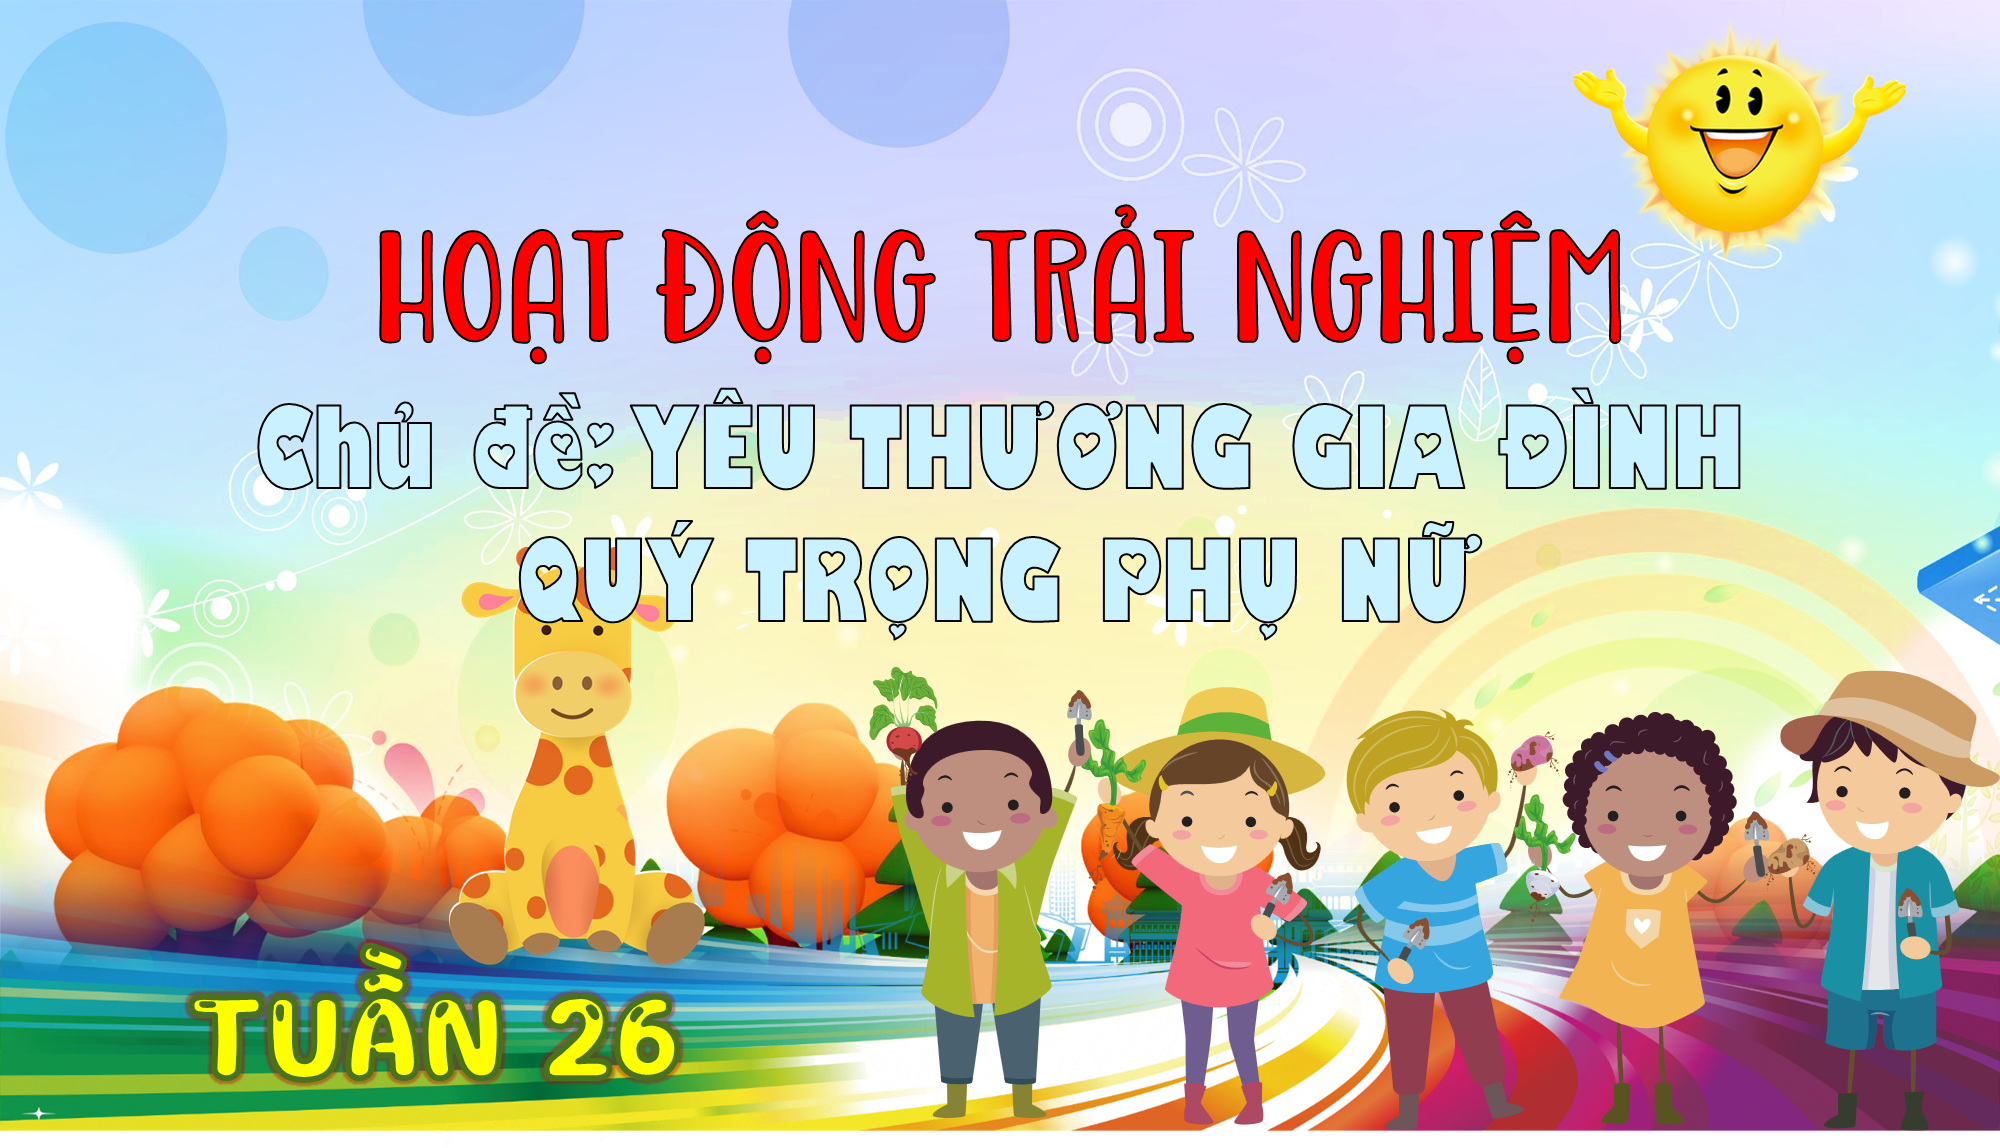 HOẠT ĐỘNG TRẢI NGHIỆM
Chủ đề: YÊU THƯƠNG GIA ĐÌNH
QUÝ TRỌNG PHỤ NỮ
TUẦN 26